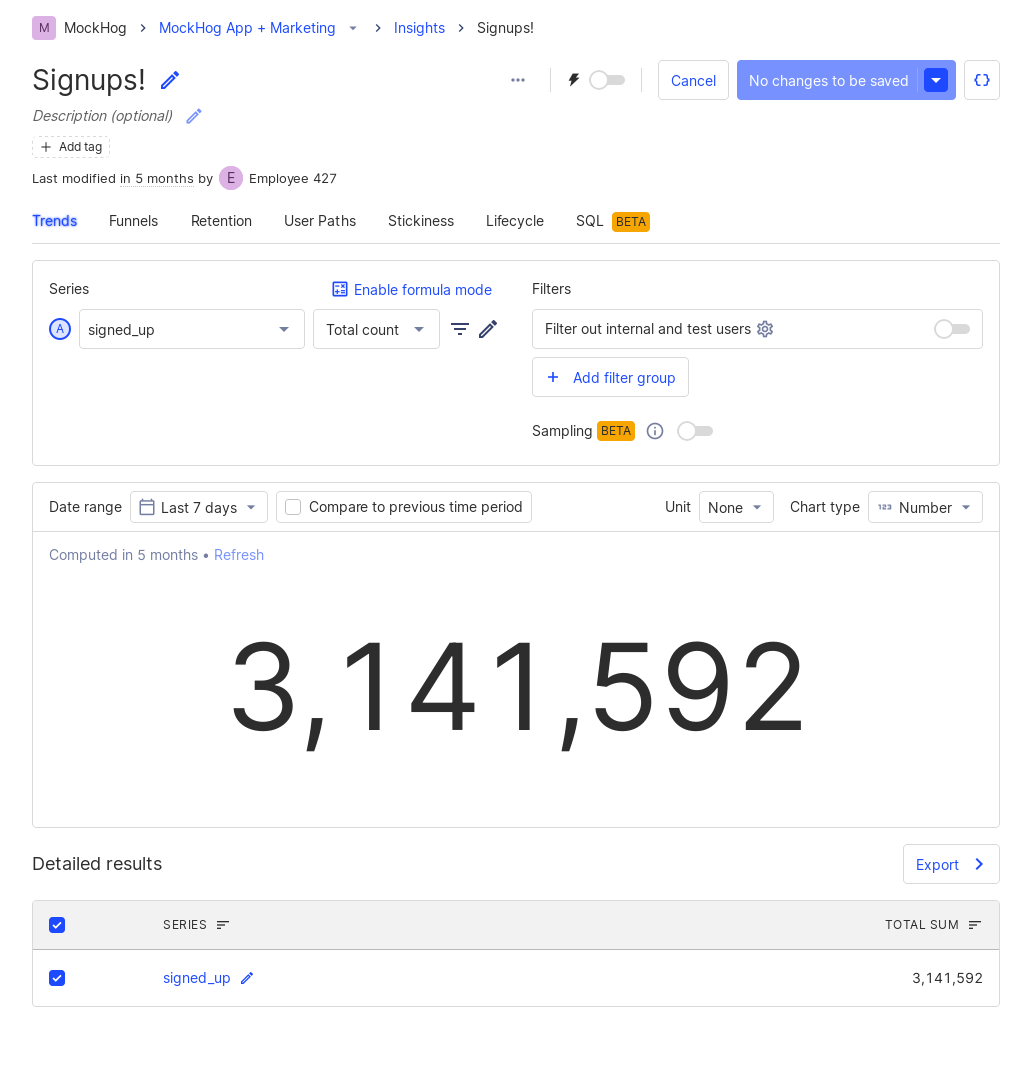 M MockHog > MockHog App + Marketing > Insights > Signups!
Signups!
Cancel
No changes to be saved
Description (optional)
+ Add tag
Last modified in 5 months by E Employee 427
Trends Funnels Retention User Paths Stickiness Lifecycle SQL BETA
Series
Enable formula mode
Filters
A signed_up Total count
Filter out internal and test users
+ Add filter group
Sampling BETA
Date range Last 7 days Compare to previous time period Unit None Chart type 123 Number
Computed in 5 months • Refresh
3,141,592
Detailed results
Export
SERIES TOTAL SUM
signed_up 3,141,592